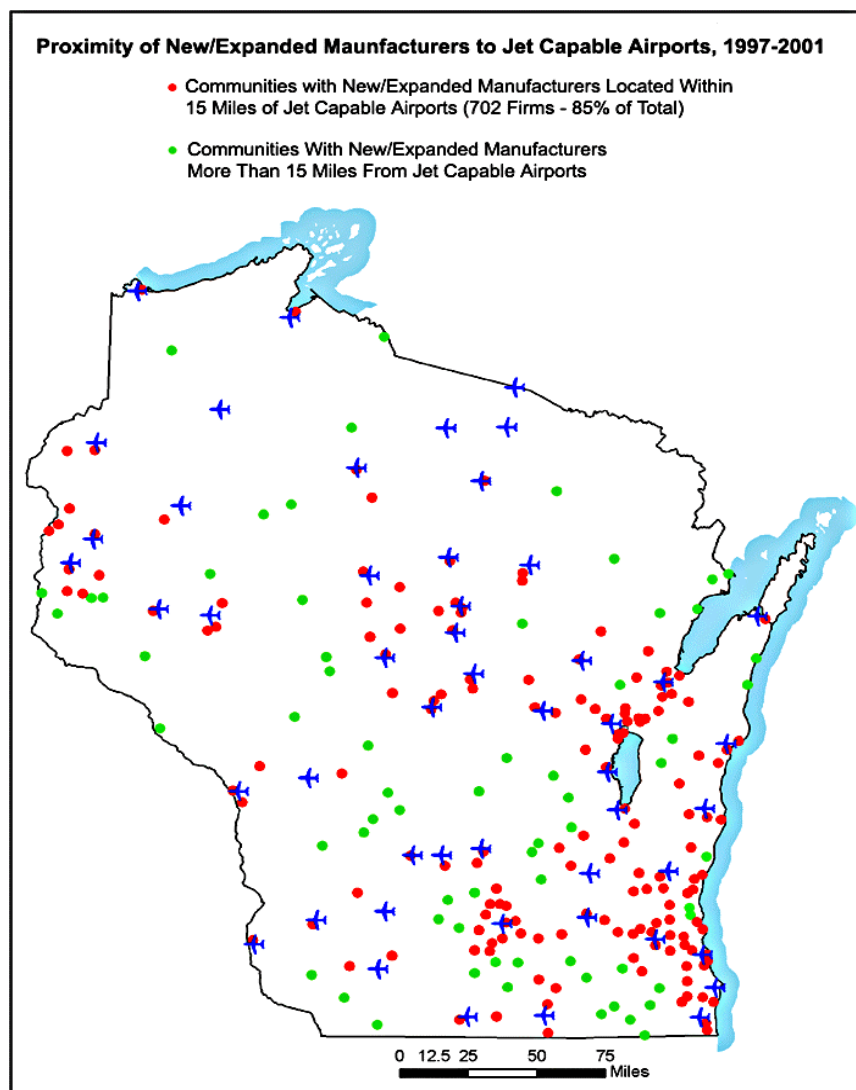 Proximity of New/Expanded Maunfacturers to Jet Capable Airports, 1997-2001
Communities with New/Expanded Manufacturers Located Within
15 Miles of Jet Capable Airports (702 Firms - 85% of Total)
Communities With New/Expanded Manufacturers
More Than 15 Miles From Jet Capable Airports
0 12.5 25 50 75
Miles